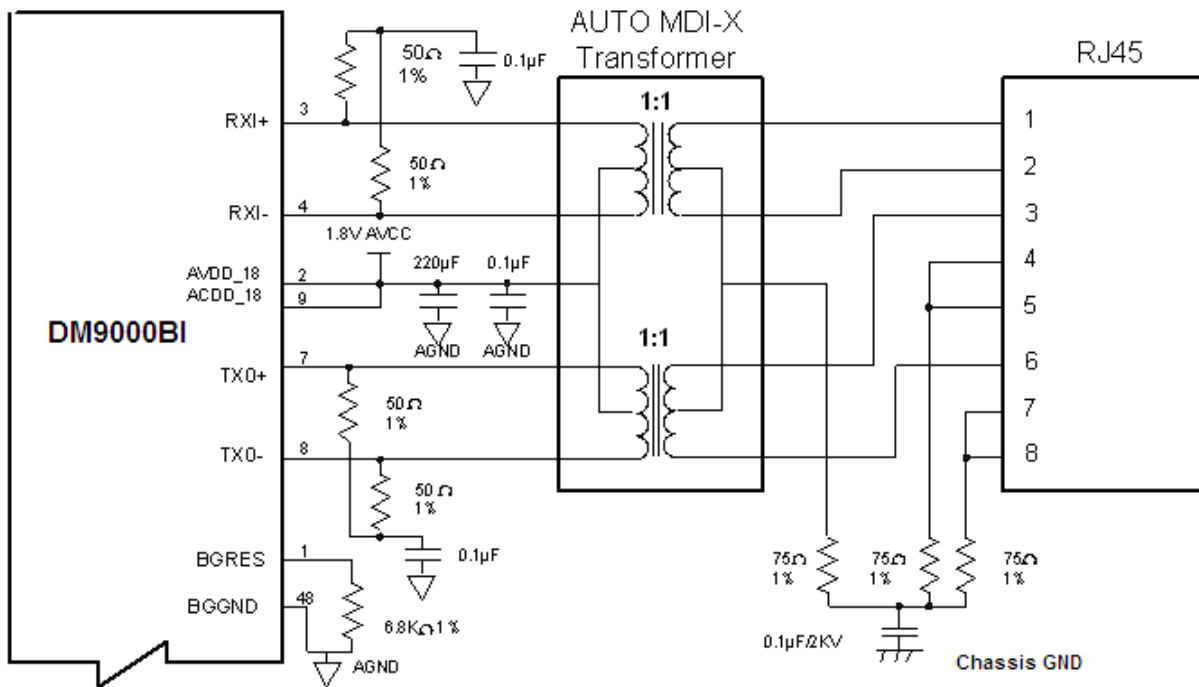 AUTO MDI-X
Transformer
RJ45
50Ω
1%
0.1µF
1:1
3
RXI+
1
50Ω
1%
2
RXI-
4
3
1.8V AVCC
4
AVDD_18
2
220µF
0.1µF
ACDD_18
9
5
DM9000BI
AGND
AGND
1:1
6
TX0+
7
50Ω
1%
7
TX0-
8
8
50Ω
1%
BGRES
1
0.1µF
75Ω
1%
75Ω
1%
75Ω
1%
BGGND
48
6.8KΩ 1%
AGND
0.1µF/2KV
Chassis GND